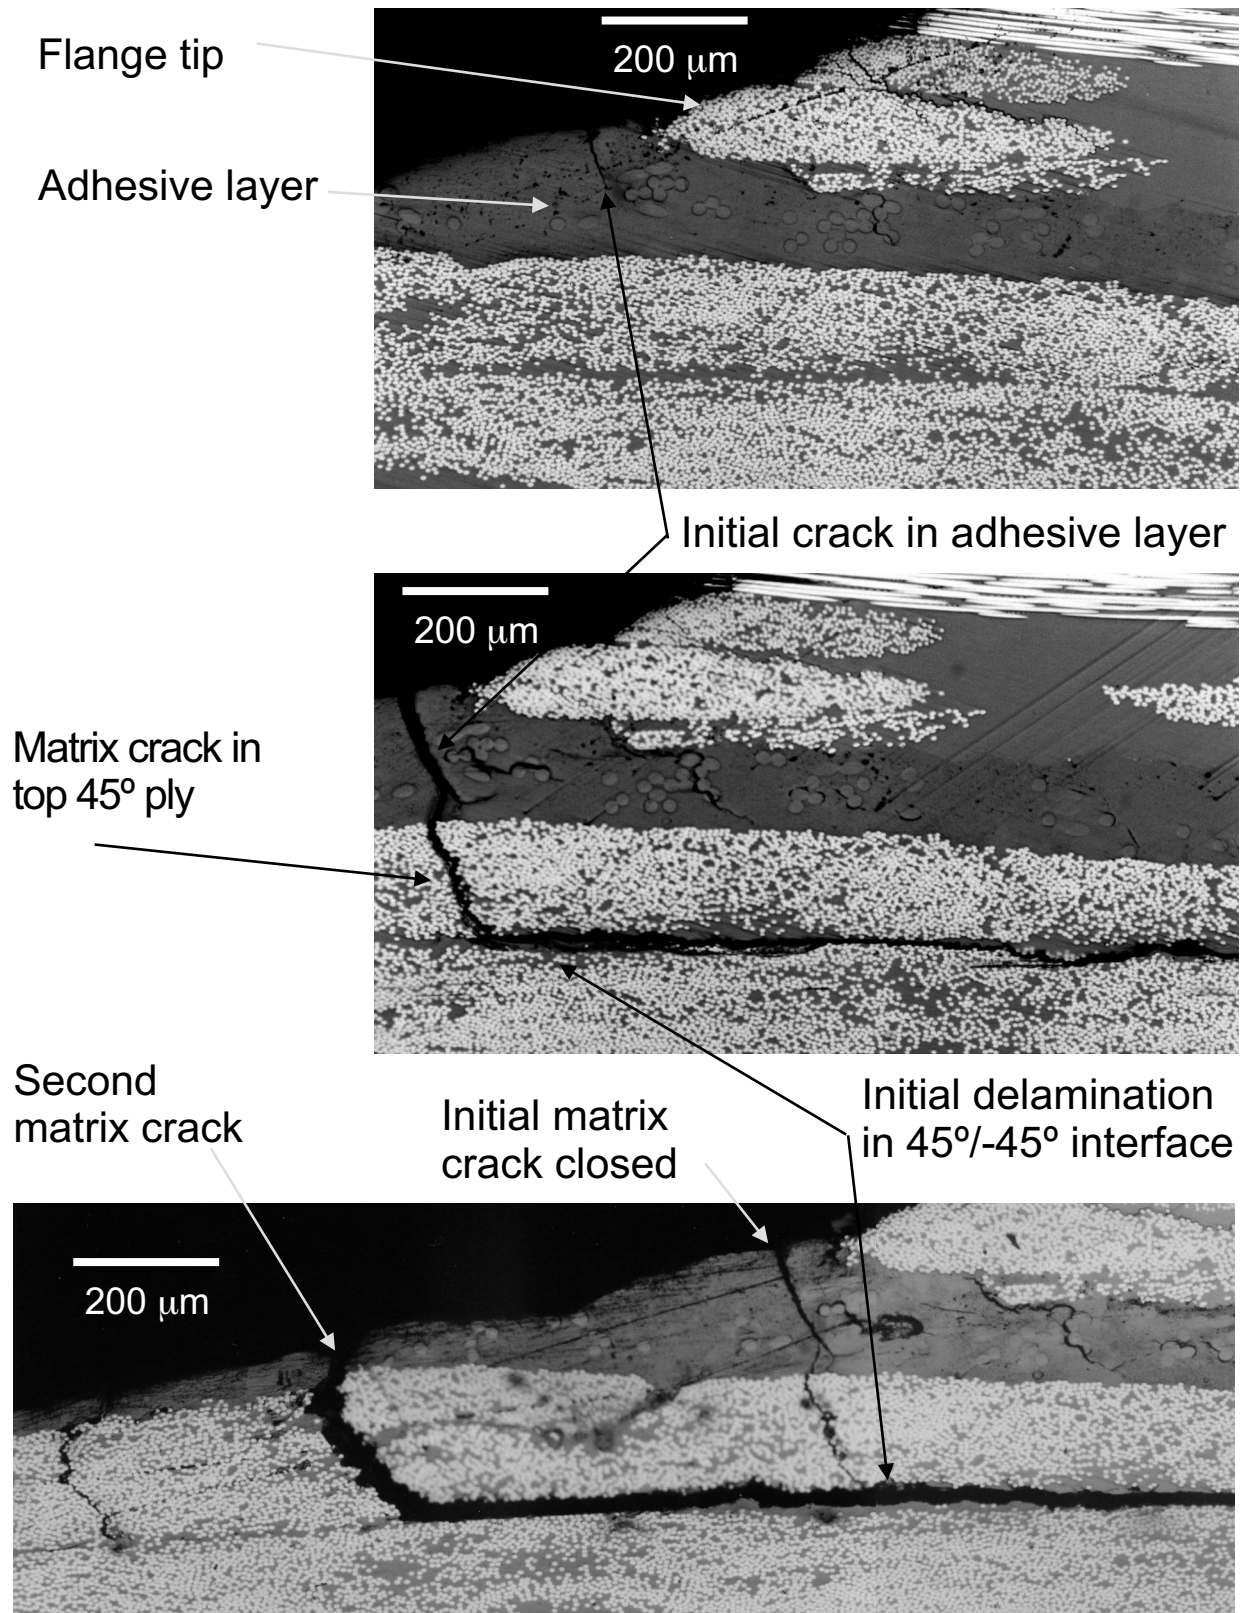 Flange tip
200 μm
Adhesive layer
Initial crack in adhesive layer
200 μm
Matrix crack in
top 45º ply
Second
matrix crack
Initial matrix
crack closed
Initial delamination
in 45º/-45º interface
200 μm